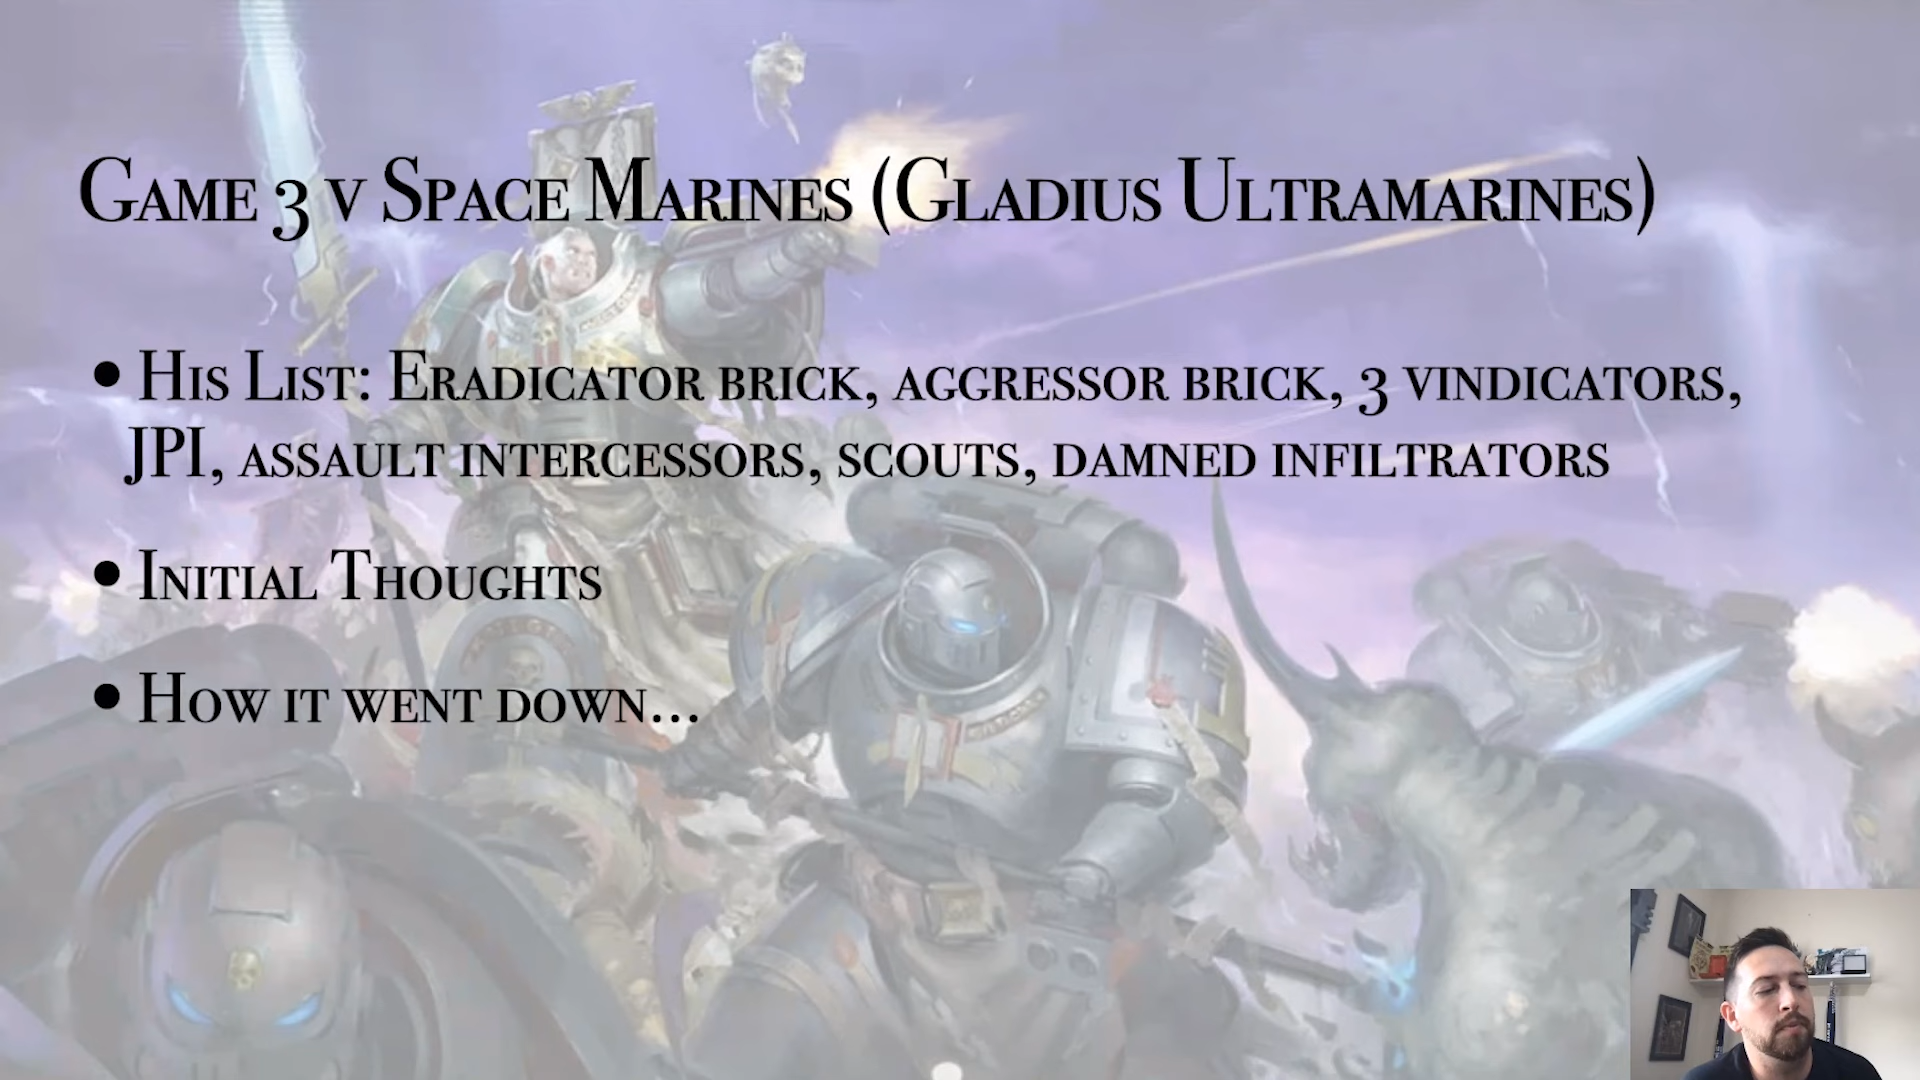 Game 3 v Space Marines (Gladius Ultramarines)
• His List: Eradicator brick, aggressor brick, 3 vindicators,
JPI, assault intercessors, scouts, damned infiltrators
• Initial Thoughts
• How it went down...